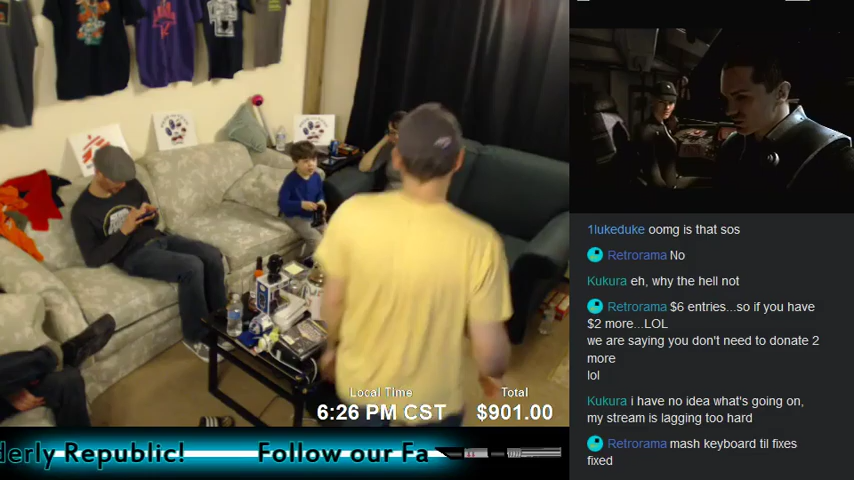 1lukeduke oomg is that sos
Retrorama No
Kukura eh, why the hell not
Retrorama $6 entries...so if you have
$2 more...LOL
we are saying you don't need to donate 2
more
lol
Kukura i have no idea what's going on,
my stream is lagging too hard
Retrorama mash keyboard til fixes
fixed
Local Time
6:26 PM CST
Total
$901.00
derly Republic!
Follow our Fa